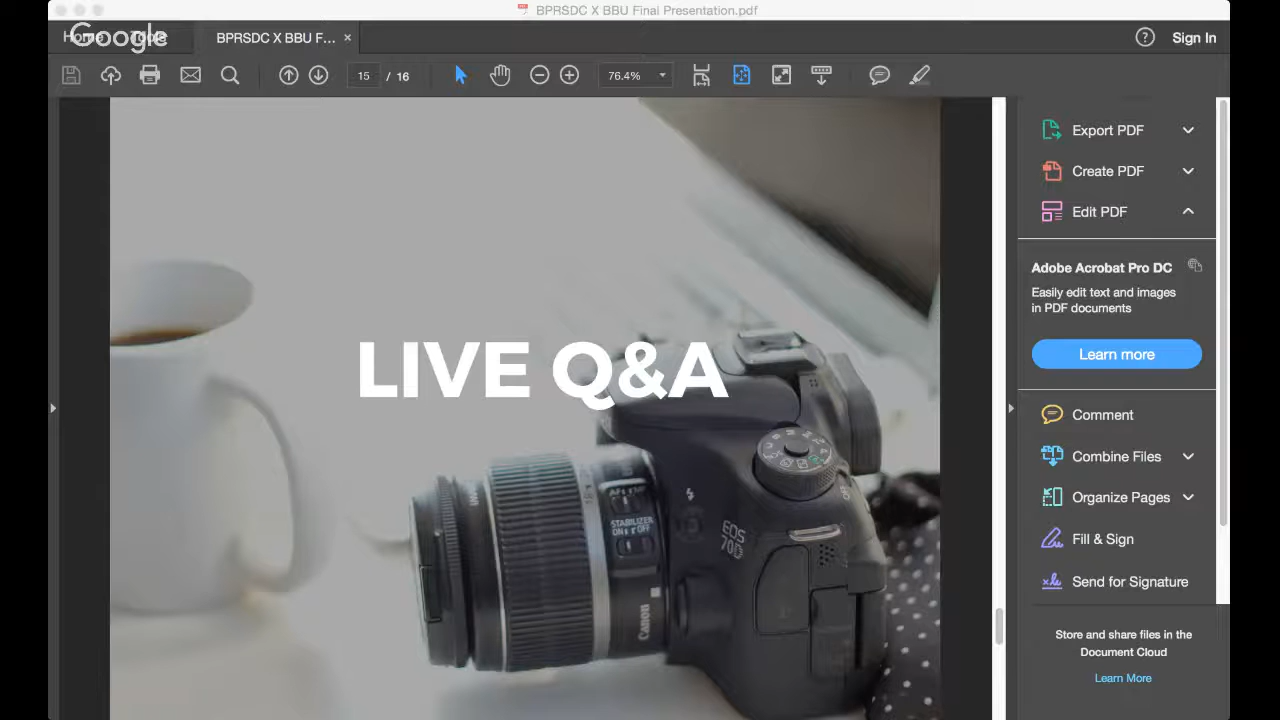 BPRSDC X BBU Final Presentation.pdf
Google
BPRSDC X BBU F... ×
? Sign In
15 / 16
76.4%
Export PDF
Create PDF
Edit PDF
Adobe Acrobat Pro DC
Easily edit text and images
in PDF documents
Learn more
LIVE Q&A
Comment
Combine Files
Organize Pages
Fill & Sign
Send for Signature
STABILIZER
ON OFF
EOS
70D
Canon
Store and share files in the
Document Cloud
Learn More